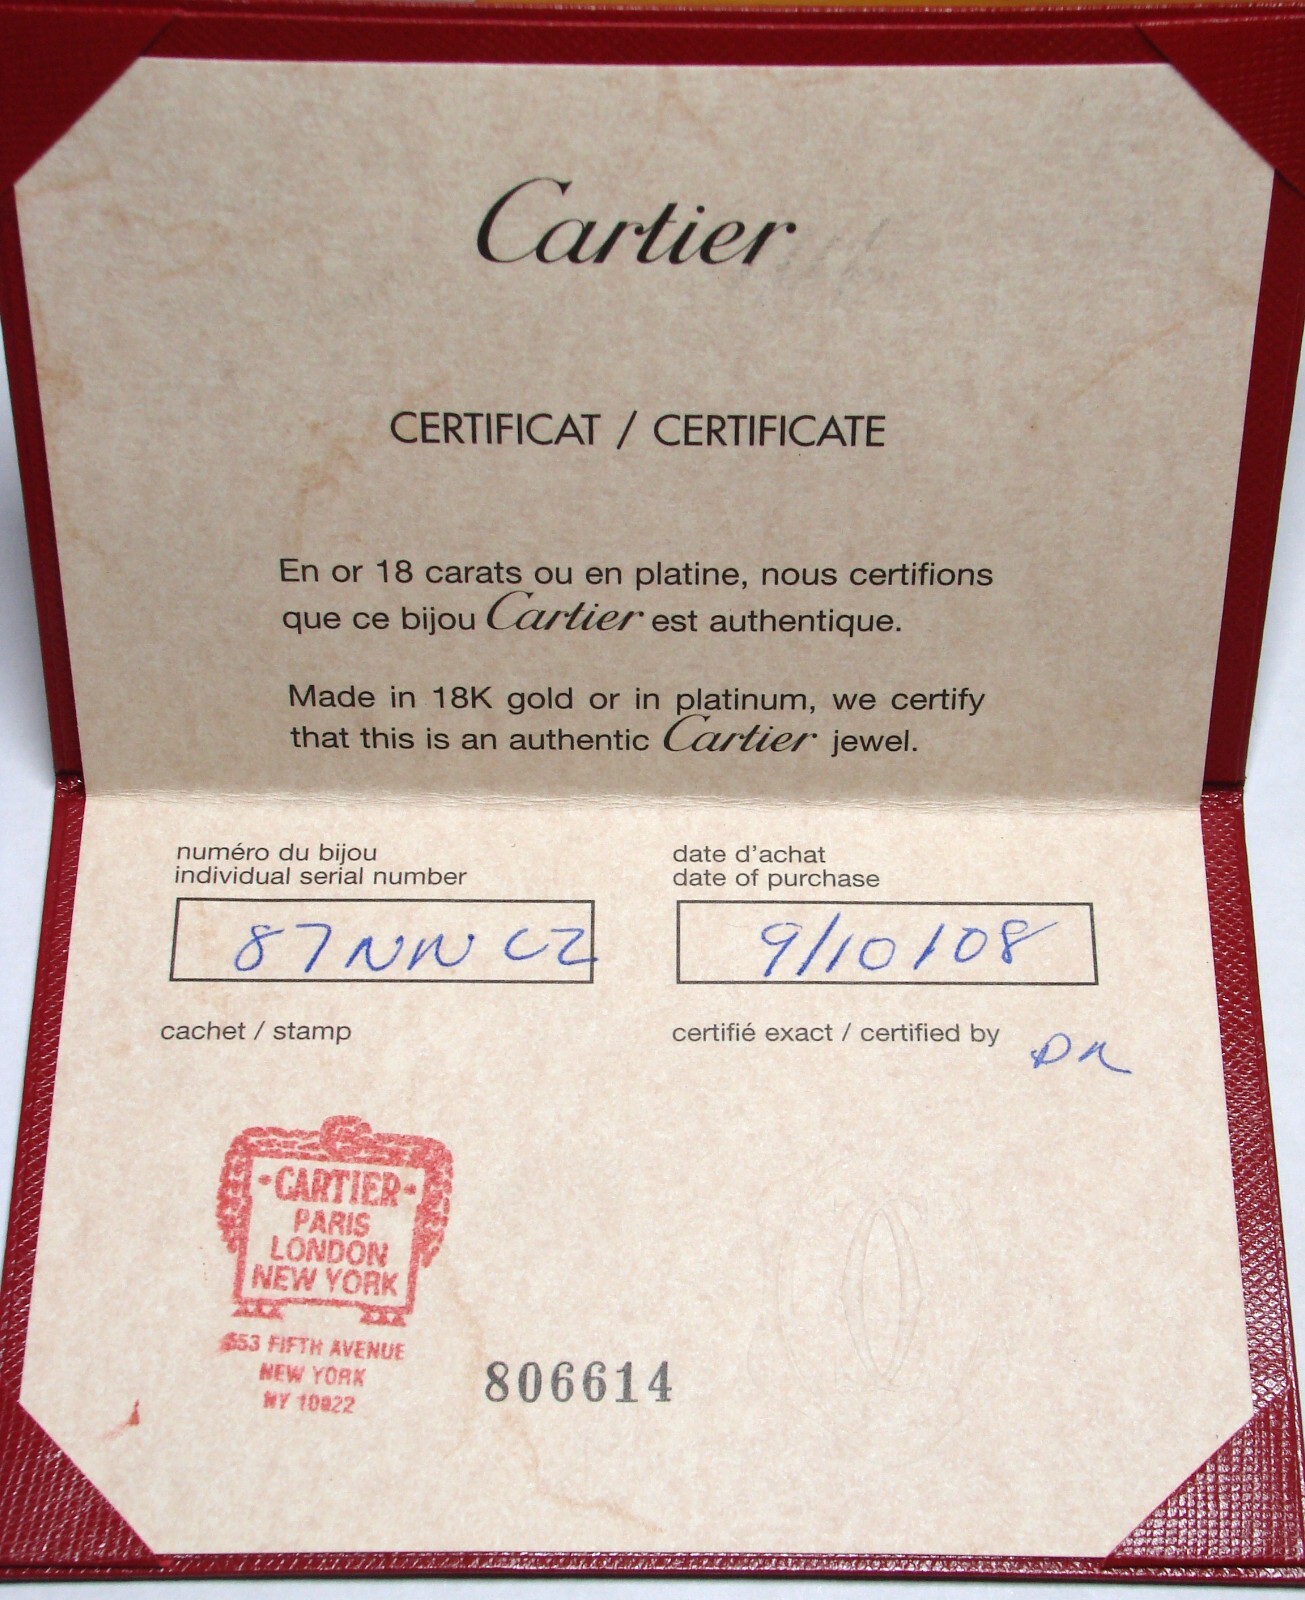 Cartier
CERTIFICAT / CERTIFICATE
En or 18 carats ou en platine, nous certifions
que ce bijou Cartier est authentique.
Made in 18K gold or in platinum, we certify
that this is an authentic Cartier jewel.
numéro du bijou
individual serial number
87NNCZ
date d'achat
date of purchase
9/10/08
cachet / stamp
certifié exact / certified by
DR
-CARTIER-
PARIS
LONDON
NEW YORK
653 FIFTH AVENUE
NEW YORK
NY 10022
806614